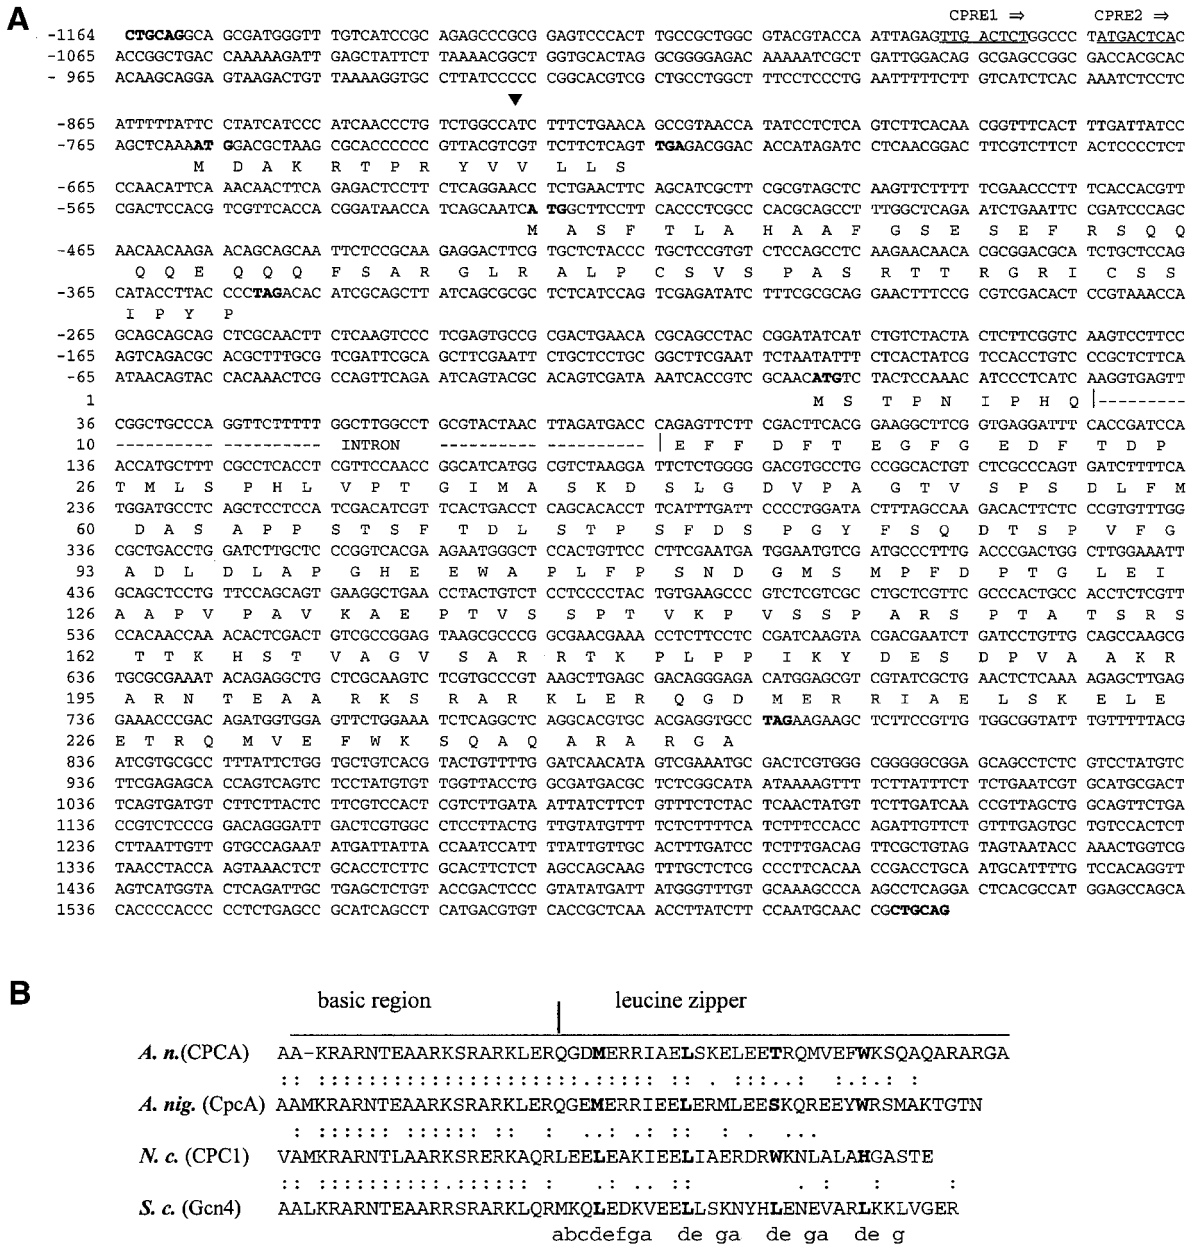 A
CPRE1 ⇒ CPRE2 ⇒
-1164 CTGCAGGGCA GCGATGGGTT TGTCATCCGC AGAGCCCGCG GGAGTCCCACTT TGCCGCTGGC GTACGTACCAA ATTAGAGTTG ACTCTGGCCC TATGACTCAC
-1065 ACCGGCTGAC CAAAAAGATT GAGCTATTCT TAAAACGGCT GGTGCACTAG GCGGGGAGAC AAAAATCGCT GATTGGACAG GCGAGCCGGC GACCACGCAC
- 965 ACAAGCAGGA GTAAGACTGT TAAAAGGTGC CTTATCCCCC CGGCACGTCG CTGCCTGGCT TTCCTCCCTG AATTTTTCTT GTCATCTCAC AAATCTCCTC
-865 ATTTTTATTC CTATCATCCC ATCAACCCTG TCTGGCCATC TTTCTGAACA GCCGTAACCA TATCCTCTCA GTCTTCACAA CGGTTTCACT TTGATTATCC
-765 AGCTCAAAAT GGACGCTAAG CGCACCCCCC GTTACGTCGT TCTTCTCAGT TGAGACGGAC ACCATAGATC CTCAACGGAC TTCGTCTTCT ACTCCCCTCT
M D A K R T P R Y V V L L S
-665 CCAACATTCA AACAACTTCA GAGACTCCTT CTCAGGAACC TCTGAACTTC AGCATCGCTT CGCGTAGCTC AAGTTCTTTT TCGAACCCTT TCACCACGTT
-565 CGACTCCACG TCGTTCACCA CGGATAACCA TCAGCAATCA TGGCTTCCTT CACCCTCGCC CACGCAGCCT TTGGCTCAGA ATCTGAATTC CGATCCCAGC
M A S F T L A H A A F G S E S E F R S Q Q
-465 AACAACAAGA ACAGCAGCAA TTCTCCGCAA GAGGACTTCG TGCTCTACCC TGCTCCGTGT CTCCAGCCTC AAGAACAACA CGCGGACGCA TCTGCTCCAG
Q Q E Q Q Q F S A R G L R A L P C S V S P A S R T T R G R I C S S
-365 CATACCTTAC CCCTAGACAC ATCGCAGCTT ATCAGCGCGC TCTCATCCAG TCGAGATATC TTTCGCGCAG GAACTTTCCG CGTCGACACT CCGTAAACCA
I P Y P
-265 GCAGCAGCAG CTCGCAACTT CTCAAGTCCC TCGAGTGCCG CGACTGAACA CGCAGCCTAC CGGATATCAT CTGTCTACTA CTCTTCGGTC AAGTCCTTCC
-165 AGTCAGACGC ACGCTTTGCG TCGATTCGCA GCTTCGAATT CTGCTCCTGC GGCTTCGAAT TCTAATATTT CTCACTATCG TCCACCTGTC CCGCTCTTCA
-65 ATAACAGTAC CACAAACTCG CCAGTTCAGA ATCAGTACGC ACAGTCGATA AATCACCGTC GCAACATGTC TACTCCAAAC ATCCCTCATC AAGGTGAGTT
1 M S T P N I P H Q |---------
36 CGGCTGCCCA GGTTCTTTTT GGCTTGGCCT GCGTACTAAC TTAGATGACC CAGAGTTCTT CGACTTCACG GAAGGCTTCG GTGAGGATTT CACCGATCCA
10 ---------- ---------- INTRON ---------- ---------- |E F F D F T E G F G E D F T D P
136 ACCATGCTTT CGCCTCACCT CGTTCCAACC GGCATCATGG CGTCTAAGGA TTCTCTGGGG GACGTGCCTG CCGGCACTGT CTCGCCCAGT GATCTTTTCA
26 T M L S P H L V P T G I M A S K D S L G D V P A G T V S P S D L F M
236 TGGATGCCTC AGCTCCTCCA TCGACATCGT TCACTGACCT CAGCACACCT TCATTTGATT CCCCTGGATA CTTTAGCCAA GACACTTCTC CCGTGTTTGG
60 D A S A P P S T S F T D L S T P S F D S P G Y F S Q D T S P V F G
336 CGCTGACCTG GATCTTGCTC CCGGTCACGA AGAATGGGCT CCACTGTTCC CTTCGAATGA TGGAATGTCG ATGCCCTTTG ACCCGACTGG CTTGGAAATT
93 A D L D L A P G H E E W A P L F P S N D G M S M P F D P T G L E I
436 GCAGCTCCTG TTCCAGCAGT GAAGGCTGAA CCTACTGTCT CCTCCCCTAC TGTGAAGCCC GTCTCGTCGC CTGCTCGTTC GCCCACTGCC ACCTCTCGTT
126 A A P V P A V K A E P T V S S P T V K P V S S P A R S P T A T S R S
536 CCACAACCAA ACACTCGACT GTCGCCGGAG TAAGCGCCCG GCGAACGAAA CCTCTTCCTC CGATCAAGTA CGACGAATCT GATCCTGTTG CAGCCAAGCG
162 T T K H S T V A G V S A R R T K P L P P I K Y D E S D P V A A K R
636 TGCGCGAAAT ACAGAGGCTG CTCGCAAGTC TCGTGCCCGT AAGCTTGAGC GACAGGGAGA CATGGAGCGT CGTATCGCTG AACTCTCAAA AGAGCTTGAG
195 A R N T E A A R K S R A R K L E R Q G D M E R R I A E L S K E L E
736 GAAACCCGAC AGATGGTGGA GTTCTGGAAA TCTCAGGCTC AGGCACGTGC ACGAGGTGCC TAGAAGAAGC TCTTCCGTTG TGGCGGTATT TGTTTTTACG
226 E T R Q M V E F W K S Q A Q A R A R G A
836 ATCGTGCGCC TTTATTCTGG TGCTGTCACG TACTGTTTTG GATCAACATA GTCGAAATGC GACTCGTGGG CGGGGGCGGA GCAGCCTCTC GTCCTATGTC
936 TTCGAGAGCA CCAGTCAGTC TCCTATGTGT TGGTTACCTG GCGATGACGC TCTCGGCATA ATAAAAGTTT TCTTATTTCT TCTGAATCGT GCATGCGACT
1036 TCAGTGATGT CTTCTTACTC TTCGTCCACT CGTCTTGATA ATTATCTTCT GTTTCTCTAC TCAACTATGT TCTTGATCAA CCGTTAGCTG GCAGTTCTGA
1136 CCGTCTCCCG GACAGGGATT GACTCGTGGC CTCCTTACTG TTGTATGTTT TCTCTTTTCA TCTTTCCACC AGATTGTTCT GTTTGAGTGC TGTCCACTCT
1236 CTTAATTGTT GTGCCAGAAT ATGATTATTA CCAATCCATT TTATTGTTGC ACTTTGATCC TCTTTGACAG TTCGCTGTAG TAGTAATACC AAACTGGTCG
1336 TAACCTACCA AGTAAACTCT GCACCTCTTC GCACTTCTCT AGCCAGCAAG TTTGCTCTCG CCCTTCACAA CCGACCTGCA ATGCATTTTG TCCACAGGTT
1436 AGTCATGGTA CTCAGATTGC TGAGCTCTGT ACCGACTCCC GTATATGATT ATGGGTTTGT GCAAAGCCCA AGCCTCAGGA CTCACGCCAT GGAGCCAGCA
1536 CACCCCACCC CCTCTGAGCC GCATCAGCCT CATGACGTGT CACCGCTCAA ACCTTATCTT CCAATGCAAC CGCTGCAG
B
basic region leucine zipper
A. n.(CPCA) AA-KRARNTEAARKSRARKLERQGDMERRIAELSKELEETRQMVEFWKSQAQARARGA
A. nig. (CpcA) AAMKRARNTEAARKSRARKLERQGEMERRIEELERMLEESKQREEYWRSMAKTGTN
N. c. (CPC1) VAMKRARNTLAARKSRERKAQRLEELEAKIEELIAERDRWKNLALAHGASTE
S. c. (Gcn4) AALKRARNTEAARRSRARKLQRMKQLEDKVEELLSKNYHLENEVARLKKLVGER
abcdefga de ga de ga de g